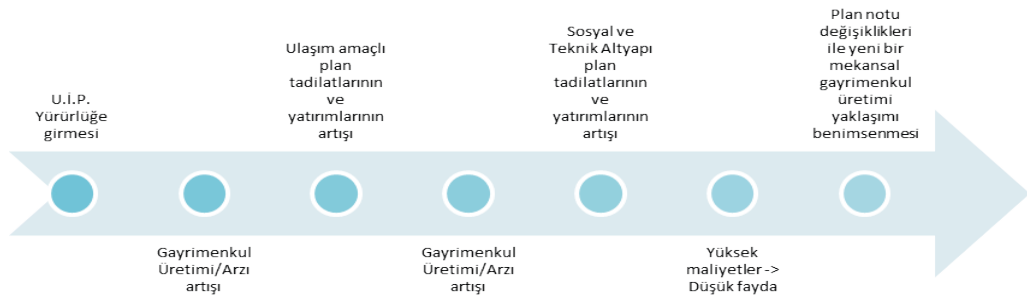 U.İ.P.
Yürürlüğe
girmesi
Gayrimenkul
Üretimi/Arzı
artışı
Ulaşım amaçlı
plan
tadilatlarının
ve
yatırımlarının
artışı
Gayrimenkul
Üretimi/Arzı
artışı
Sosyal ve
Teknik Altyapı
plan
tadilatlarının
ve
yatırımlarının
artışı
Yüksek
maliyetler ->
Düşük fayda
Plan notu
değişiklikleri
ile yeni bir
mekansal
gayrimenkul
üretimi
yaklaşımı
benimsenmesi